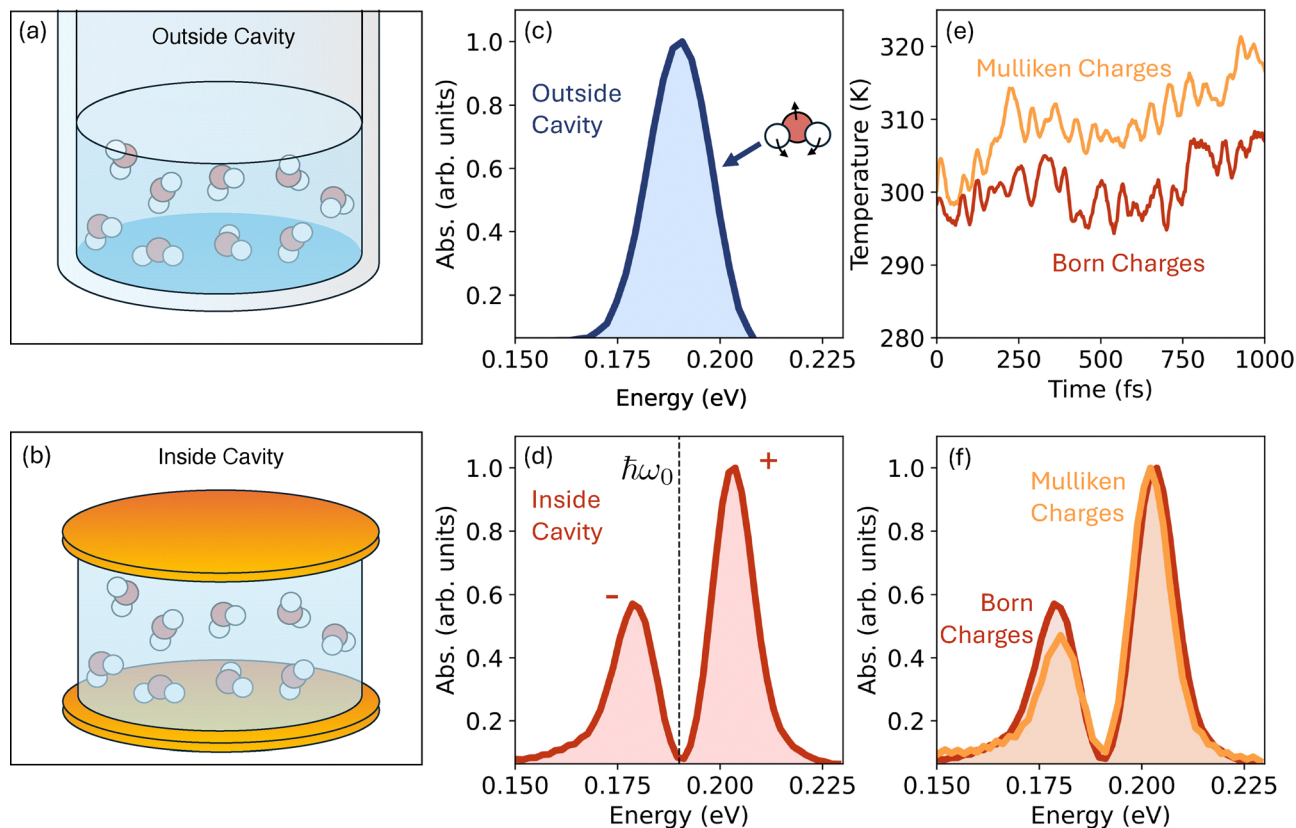 (a)
Outside Cavity
(c)
Outside
Cavity
Abs. (arb. units)
1.0
0.8
0.6
0.4
0.2
0.150
0.175
0.200
0.225
Energy (eV)
(e)
Mulliken Charges
Born Charges
Temperature (K)
320
310
300
290
280
0
250
500
750
1000
Time (fs)
(b)
Inside Cavity
(d)
ħω0
+
Inside
Cavity
−
Abs. (arb. units)
1.0
0.8
0.6
0.4
0.2
0.150
0.175
0.200
0.225
Energy (eV)
(f)
Mulliken
Charges
Born
Charges
Abs. (arb. units)
1.0
0.8
0.6
0.4
0.2
0.150
0.175
0.200
0.225
Energy (eV)